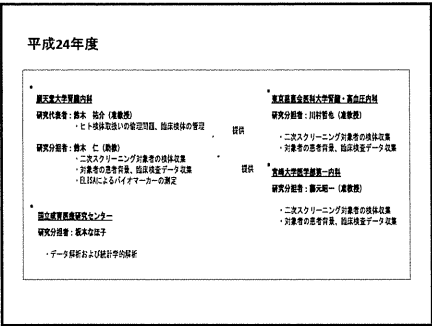 平成24年度
順天堂大学腎臓内科
研究代表者：鈴木 祐介（准教授）
・ヒト検体取扱いの倫理問題、臨床検体の管理
研究分担者：鈴木 仁（助教）
・二次スクリーニング対象者の検体収集
・対象者の患者背景、臨床検査データ収集
・ELISAによるバイオマーカーの測定
国立成育医療研究センター
研究分担者：坂本なほ子
・データ解析および統計学的解析
提供
提供
東京慈恵会医科大学腎臓・高血圧内科
研究分担者：川村哲也（准教授）
・二次スクリーニング対象者の検体収集
・対象者の患者背景、臨床検査データ収集
宮崎大学医学部第一内科
研究分担者：藤元昭一（准教授）
・二次スクリーニング対象者の検体収集
・対象者の患者背景、臨床検査データ収集